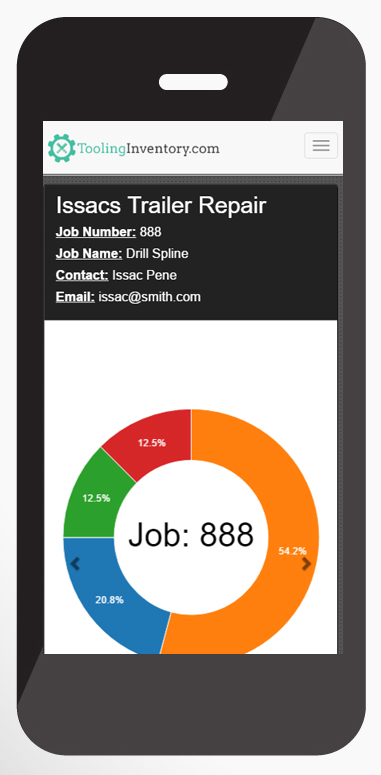 ToolingInventory.com
Issacs Trailer Repair
Job Number: 888
Job Name: Drill Spline
Contact: Issac Pene
Email: issac@smith.com
12.5%
12.5%
Job: 888
54.2%
20.8%